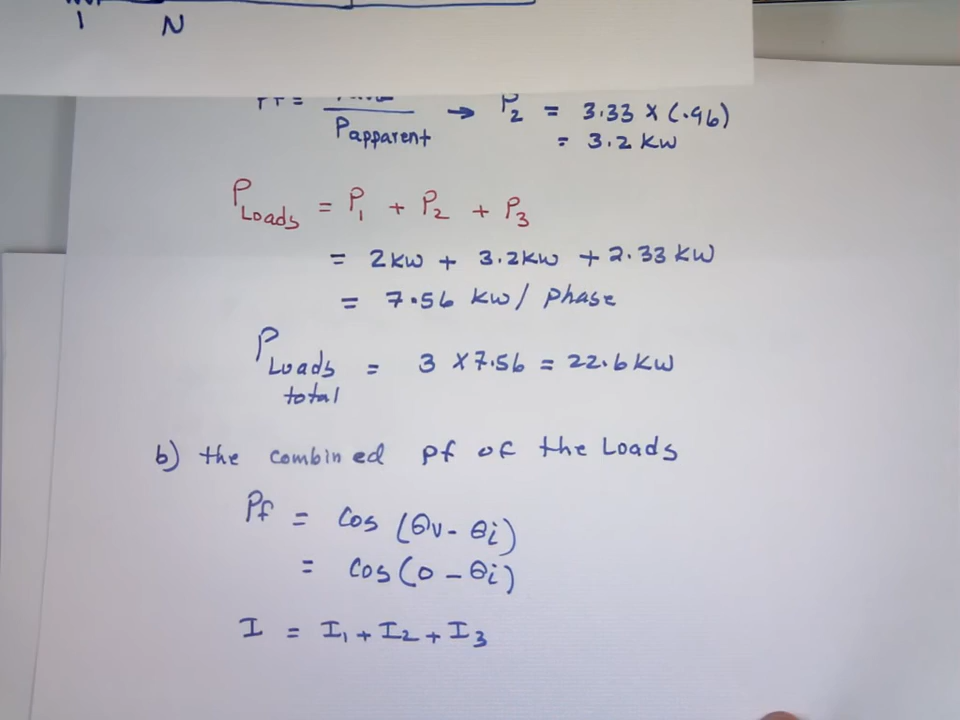 1 N
Papparent → P2 = 3.33 x (.96)
= 3.2 kw
PLoads = P1 + P2 + P3
= 2kw + 3.2kw + 2.33 kw
= 7.56 kw / phase
PLoads total = 3 x 7.56 = 22.6 kw
b) the combined pf of the Loads
Pf = Cos (θv - θi)
= Cos (0 - θi)
I = I1 + I2 + I3